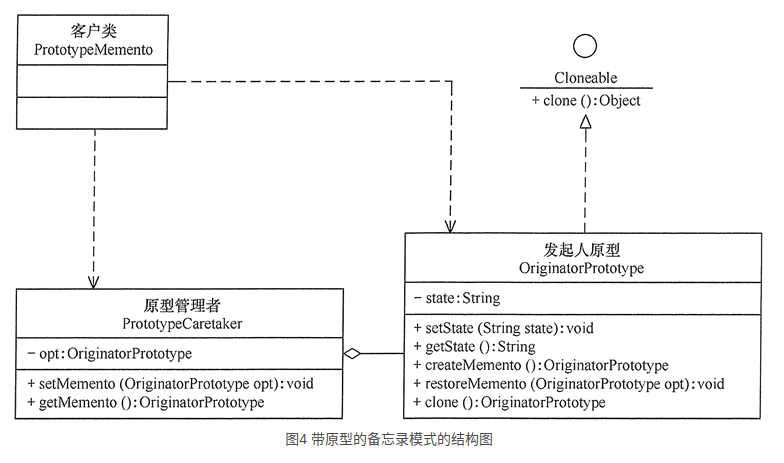 客户类
PrototypeMemento
Cloneable
+ clone ():Object
发起人原型
OriginatorPrototype
− state:String
+ setState (String state):void
+ getState ():String
+ createMemento ():OriginatorPrototype
+ restoreMemento (OriginatorPrototype opt):void
+ clone ():OriginatorPrototype
原型管理者
PrototypeCaretaker
− opt:OriginatorPrototype
+ setMemento (OriginatorPrototype opt):void
+ getMemento ():OriginatorPrototype
图4 带原型的备忘录模式的结构图